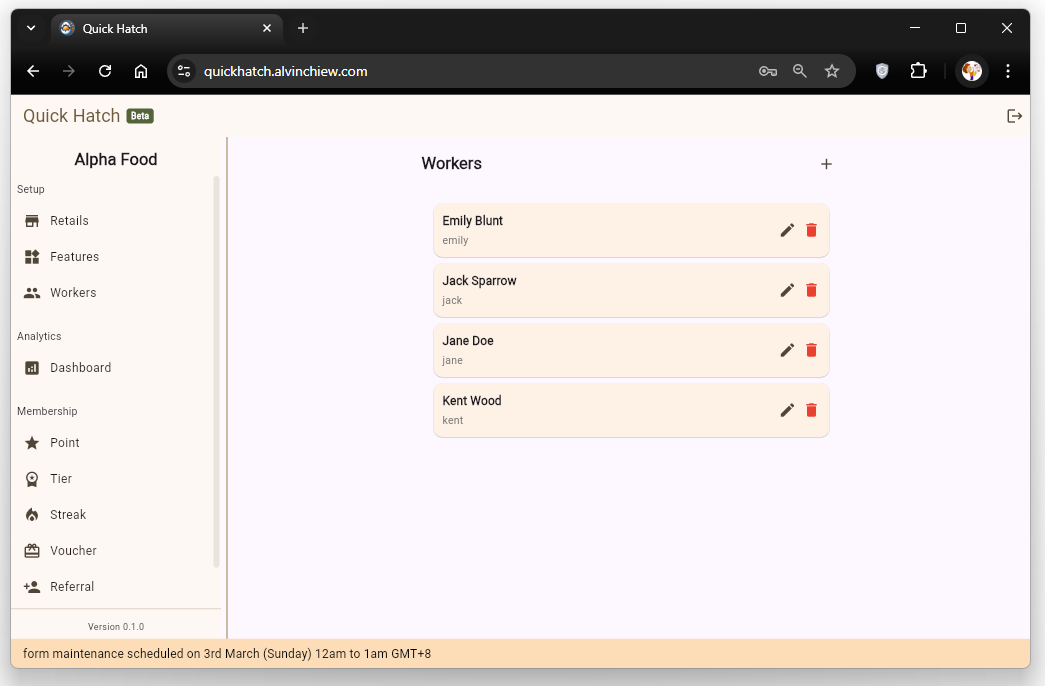 Quick Hatch
quickhatch.alvinchiew.com
Quick Hatch Beta
Alpha Food
Setup
Retails
Features
Workers
Analytics
Dashboard
Membership
Point
Tier
Streak
Voucher
Referral
Version 0.1.0
Workers
Emily Blunt
emily
Jack Sparrow
jack
Jane Doe
jane
Kent Wood
kent
form maintenance scheduled on 3rd March (Sunday) 12am to 1am GMT+8